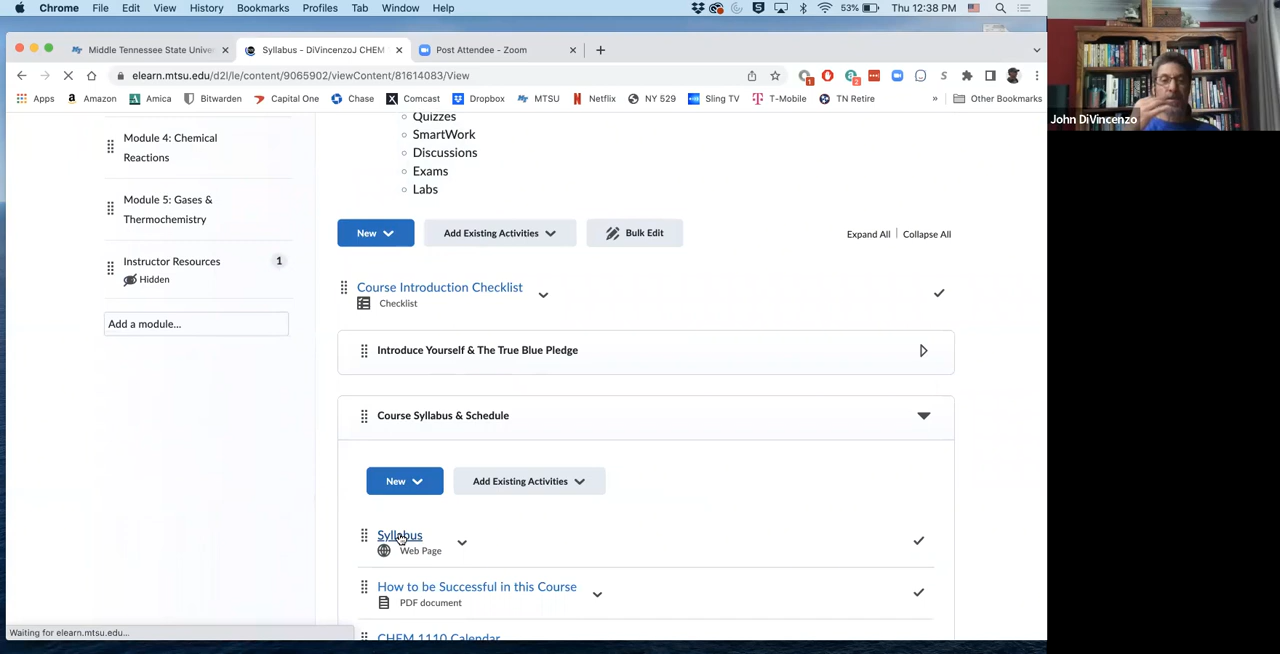 Chrome File Edit View History Bookmarks Profiles Tab Window Help 53% Thu 12:38 PM
Middle Tennessee State Unive Syllabus - DiVincenzoJ CHEM Post Attendee - Zoom
elearn.mtsu.edu/d2l/le/content/9065902/viewContent/81614083/View
Apps Amazon Amica Bitwarden Capital One Chase Comcast Dropbox MTSU Netflix NY 529 Sling TV T-Mobile TN Retire » Other Bookmarks
John DiVincenzo
Module 4: Chemical
Reactions
Module 5: Gases &
Thermochemistry
Instructor Resources 1
Hidden
Add a module...
Quizzes
SmartWork
Discussions
Exams
Labs
New Add Existing Activities Bulk Edit Expand All Collapse All
Course Introduction Checklist
Checklist
Introduce Yourself & The True Blue Pledge
Course Syllabus & Schedule
New Add Existing Activities
Syllabus
Web Page
How to be Successful in this Course
PDF document
CHEM 1110 Calendar
Waiting for elearn.mtsu.edu...